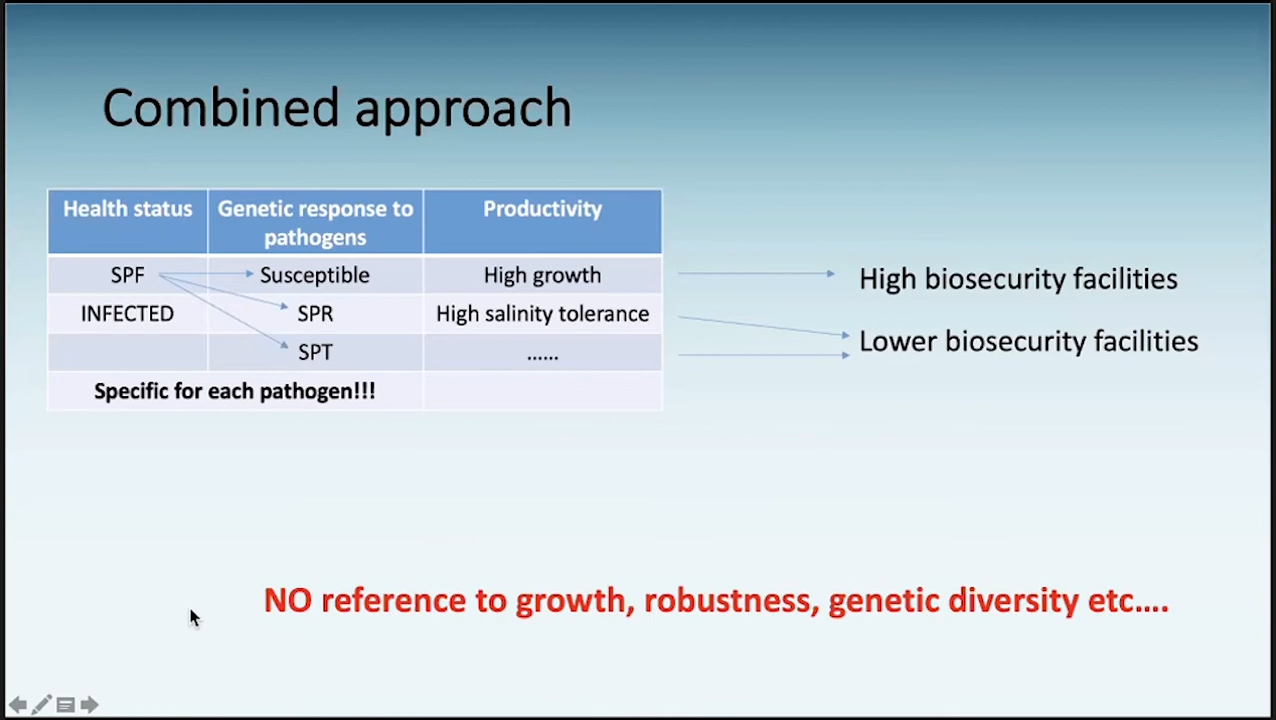 Combined approach
Health status
Genetic response to
pathogens
Productivity
SPF
Susceptible
High growth
INFECTED
SPR
High salinity tolerance
SPT
......
Specific for each pathogen!!!
High biosecurity facilities
Lower biosecurity facilities
NO reference to growth, robustness, genetic diversity etc....